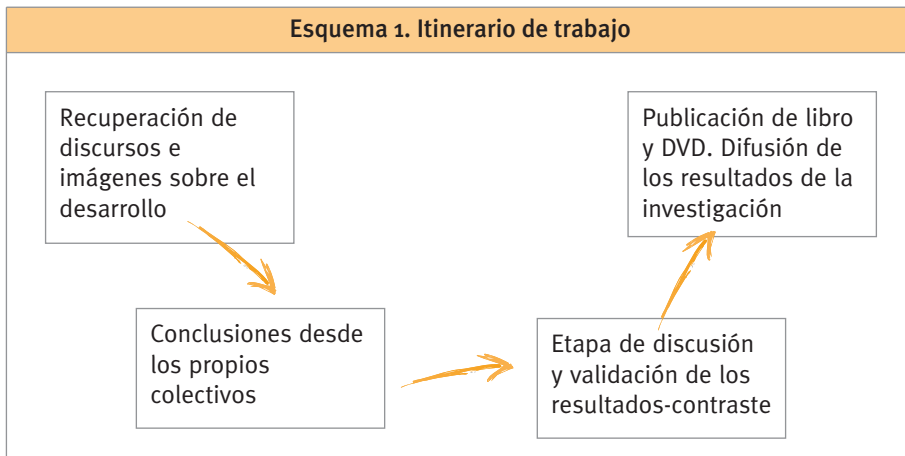 Esquema 1. Itinerario de trabajo
Recuperación de
discursos e
imágenes sobre el
desarrollo
Conclusiones desde
los propios
colectivos
Etapa de discusión
y validación de los
resultados-contraste
Publicación de libro
y DVD. Difusión de
los resultados de la
investigación